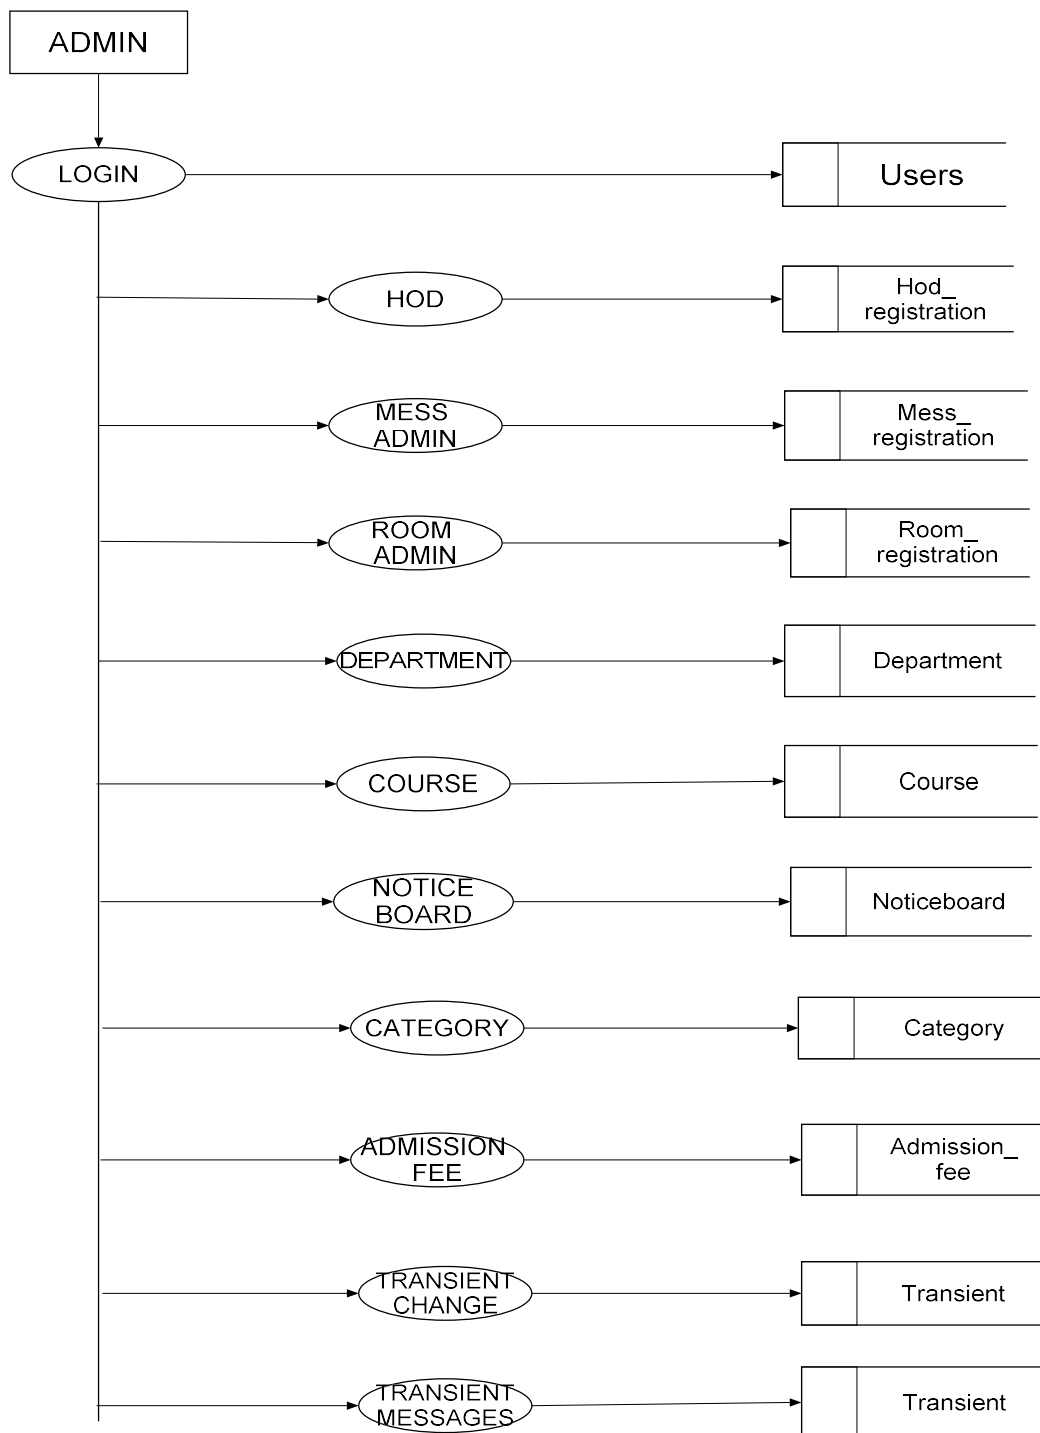 ADMIN
LOGIN
Users
HOD
Hod_
registration
MESS
ADMIN
Mess_
registration
ROOM
ADMIN
Room_
registration
DEPARTMENT
Department
COURSE
Course
NOTICE
BOARD
Noticeboard
CATEGORY
Category
ADMISSION
FEE
Admission_
fee
TRANSIENT
CHANGE
Transient
TRANSIENT
MESSAGES
Transient